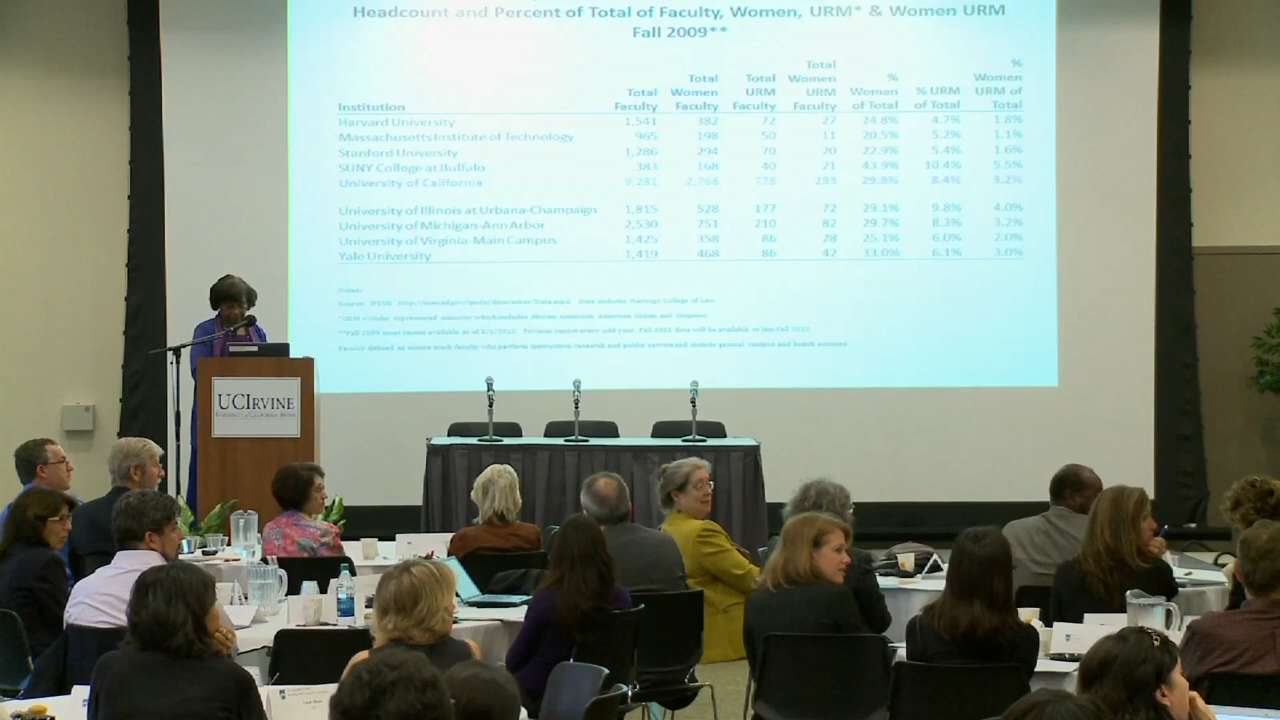 Headcount and Percent of Total of Faculty, Women, URM* & Women URM
Fall 2009**
Institution Total Faculty Total Women Faculty Total URM Faculty Total Women URM Faculty % Women of Total % URM of Total % Women URM of Total
Harvard University 1,541 382 72 27 24.8% 4.7% 1.8%
Massachusetts Institute of Technology 965 198 50 11 20.5% 5.2% 1.1%
Stanford University 1,286 294 70 20 22.9% 5.4% 1.6%
SUNY College at Buffalo 383 168 40 21 43.9% 10.4% 5.5%
University of California 9,281 2,768 778 293 29.8% 8.4% 3.2%
University of Illinois at Urbana-Champaign 1,815 528 177 72 29.1% 9.8% 4.0%
University of Michigan-Ann Arbor 2,530 751 210 82 29.7% 8.3% 3.2%
University of Virginia-Main Campus 1,425 358 86 28 25.1% 6.0% 2.0%
Yale University 1,419 468 86 42 33.0% 6.1% 3.0%
Notes:
UCIRVINE